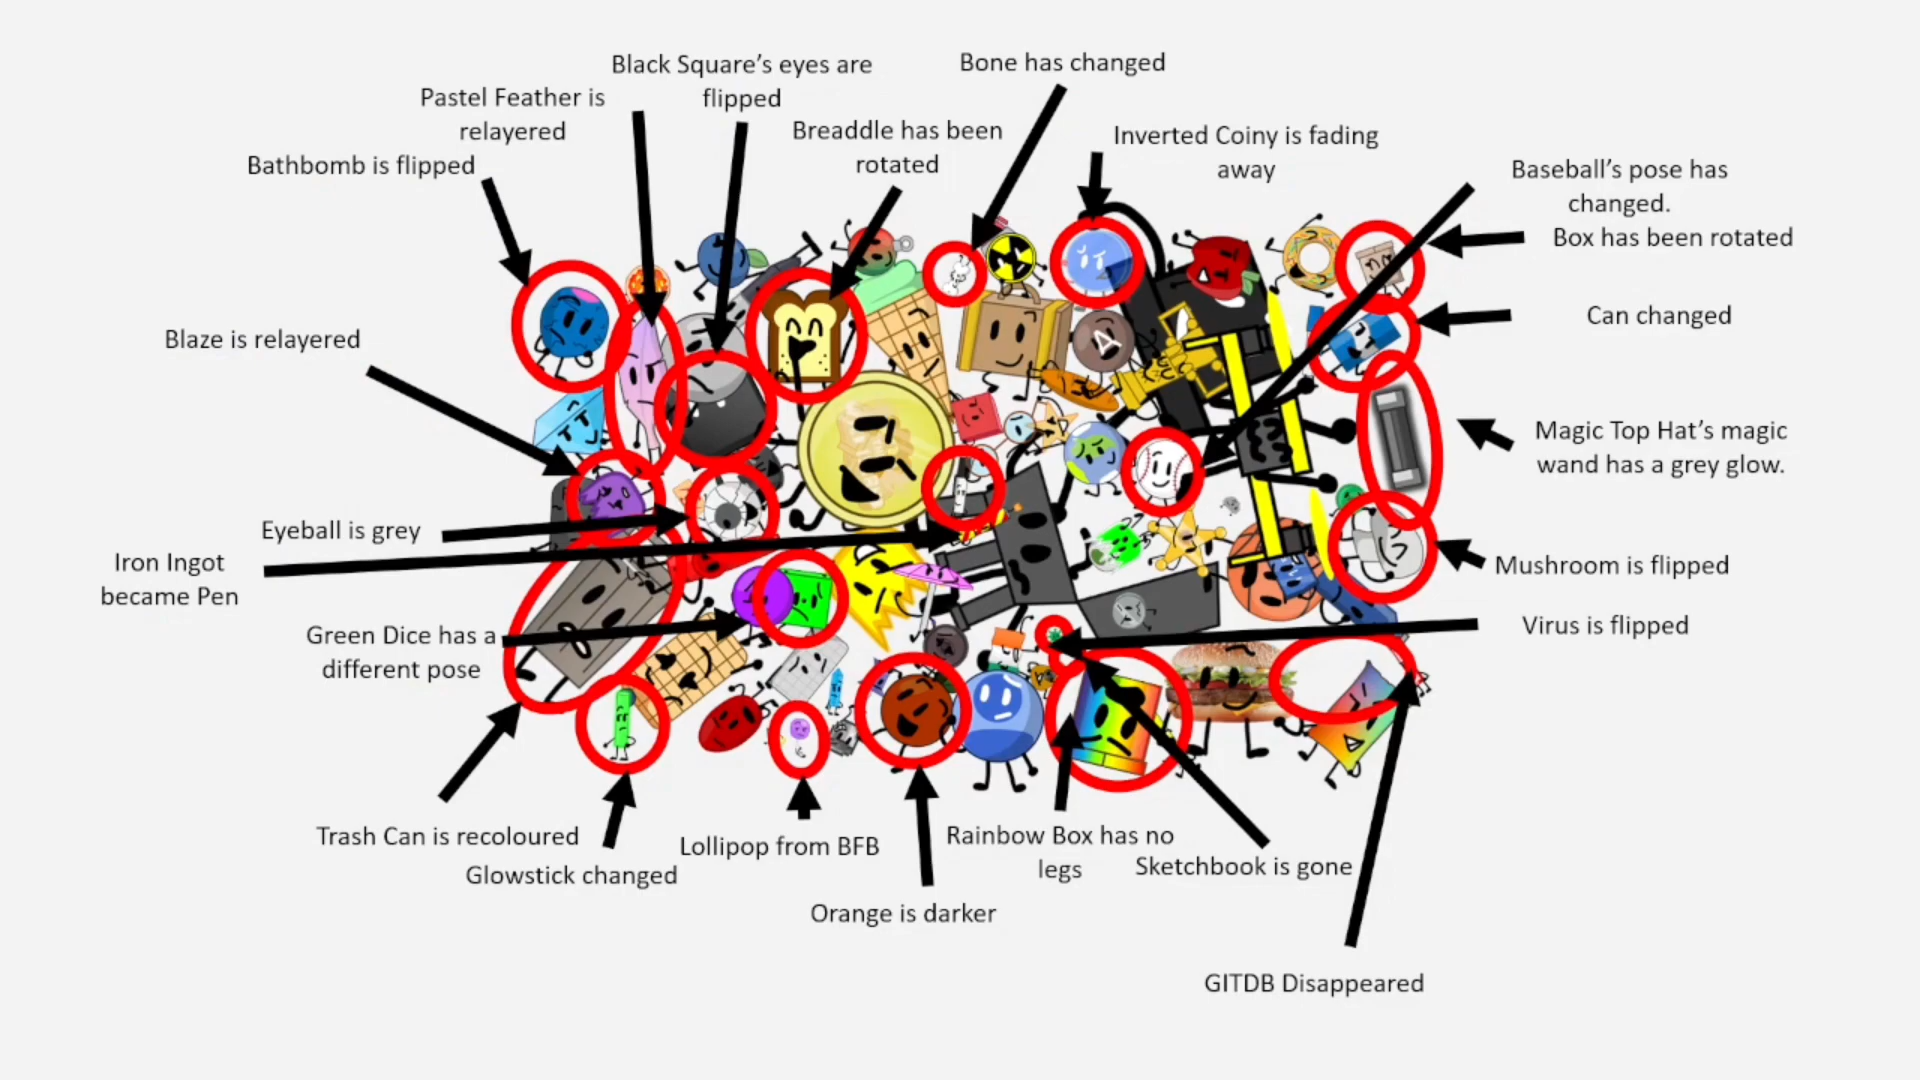 Black Square’s eyes are
flipped
Bone has changed
Pastel Feather is
relayered
Breaddle has been
rotated
Inverted Coiny is fading
away
Bathbomb is flipped
Baseball’s pose has
changed.
Box has been rotated
Blaze is relayered
Can changed
Magic Top Hat’s magic
wand has a grey glow.
Eyeball is grey
Iron Ingot
became Pen
Mushroom is flipped
Virus is flipped
Green Dice has a
different pose
Trash Can is recoloured
Glowstick changed
Lollipop from BFB
Rainbow Box has no
legs
Sketchbook is gone
Orange is darker
GITDB Disappeared
A